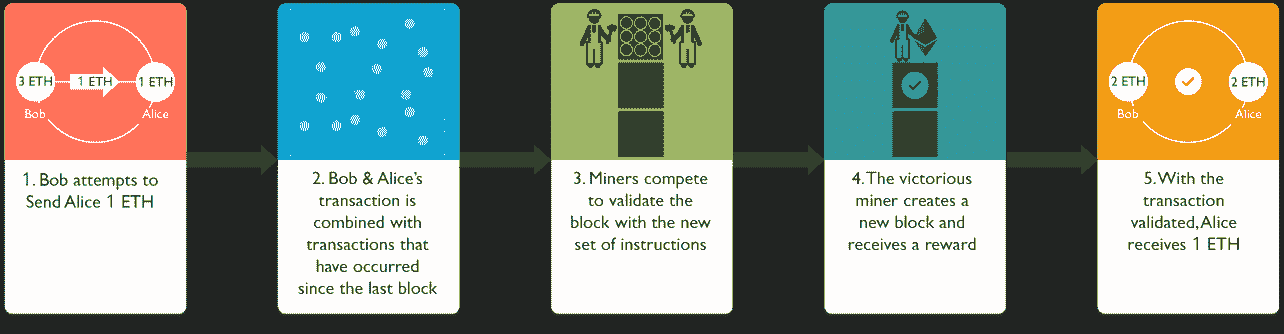 3 ETH
1 ETH
1 ETH
Bob
Alice
1. Bob attempts to
Send Alice 1 ETH
2. Bob & Alice's
transaction is
combined with
transactions that
have occurred
since the last block
3. Miners compete
to validate the
block with the new
set of instructions
4. The victorious
miner creates a
new block and
receives a reward
2 ETH
2 ETH
Bob
Alice
5. With the
transaction
validated, Alice
receives 1 ETH